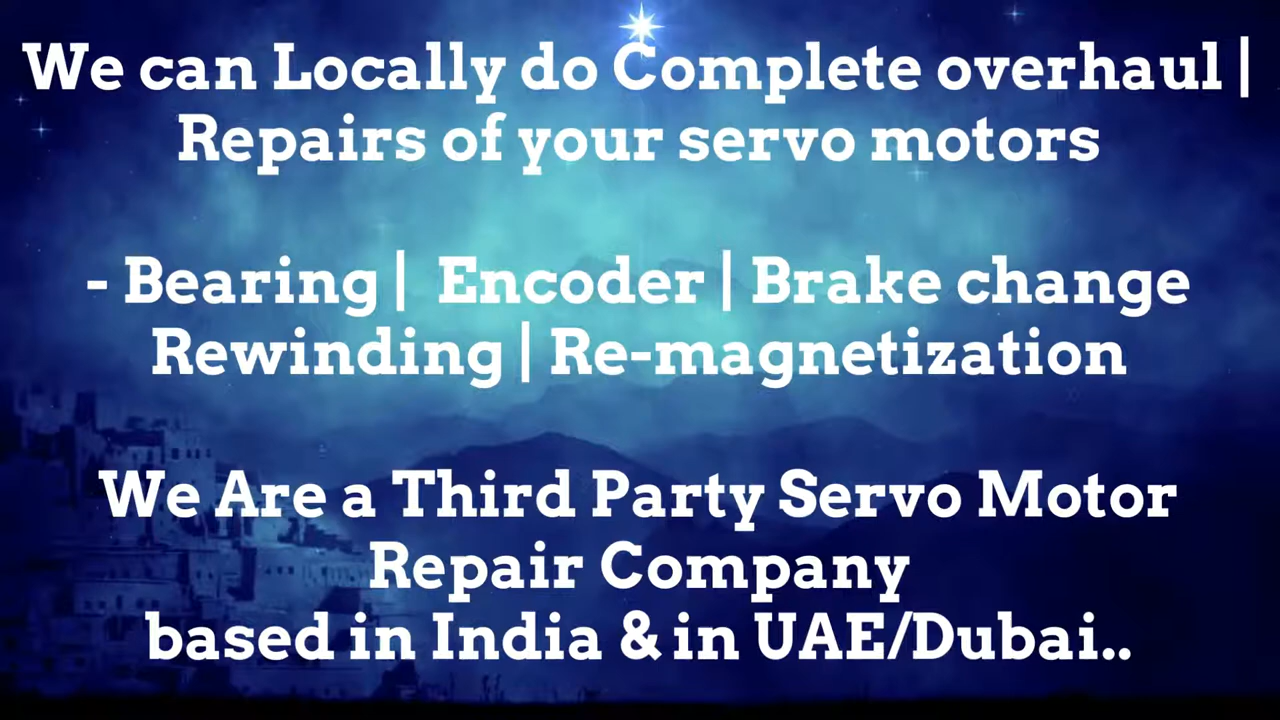 We can Locally do Complete overhaul |
Repairs of your servo motors
- Bearing |  Encoder | Brake change
Rewinding | Re-magnetization
We Are a Third Party Servo Motor
Repair Company
based in India & in UAE/Dubai..